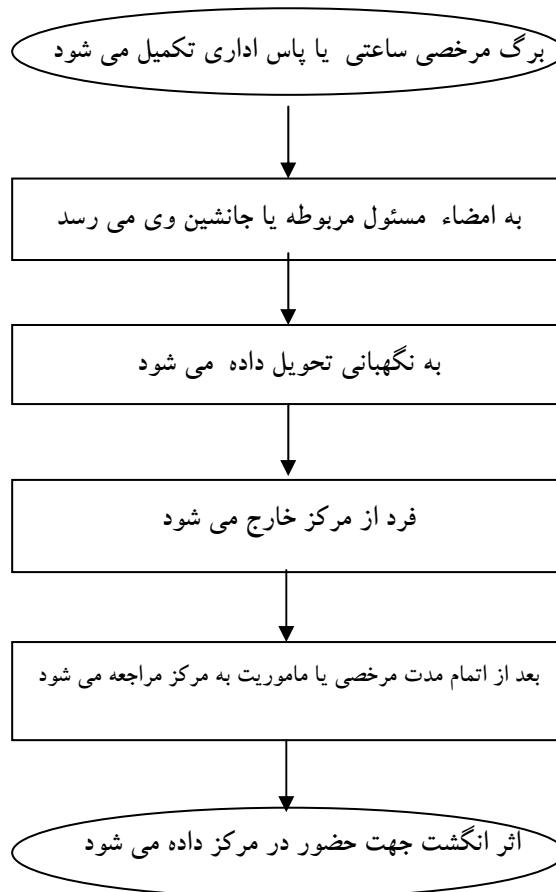 برگ مرخصی ساعتی یا پاس اداری تکمیل می شود
به امضاء مسئول مربوطه یا جانشین وی می رسد
به نگهبانی تحویل داده می شود
فرد از مرکز خارج می شود
بعد از اتمام مدت مرخصی یا ماموریت به مرکز مراجعه می شود
اثر انگشت جهت حضور در مرکز داده می شود